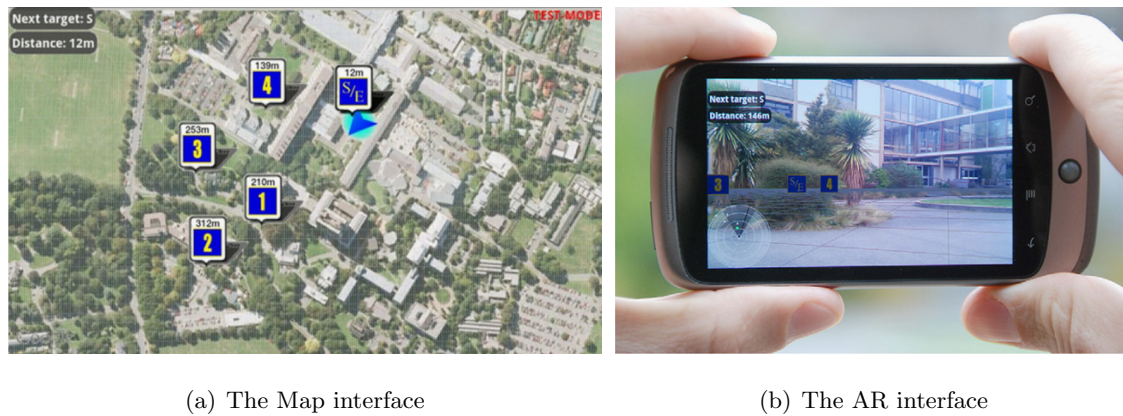 Next target: S
TEST MODE
Distance: 12m
139m
4
12m
S/E
253m
3
210m
1
312m
2
Next target: S
Distance: 146m
3
S/E
4
(a) The Map interface
(b) The AR interface